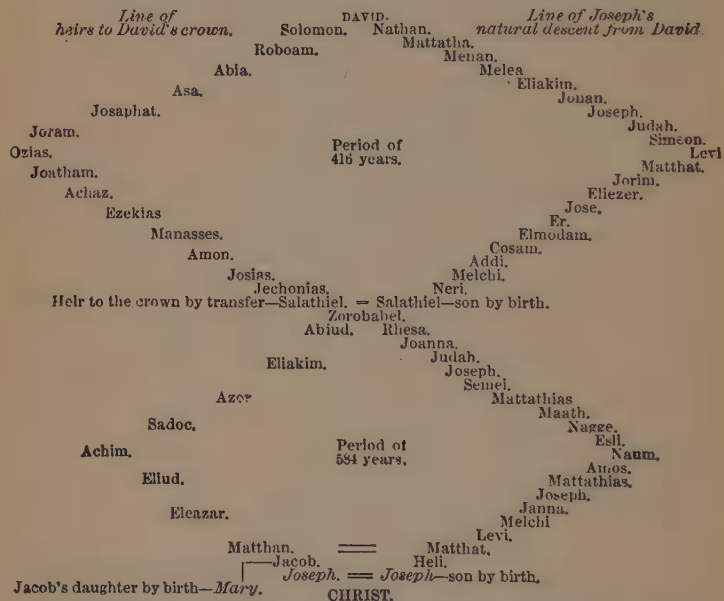 Line of DAVID. Line of Joseph's
heirs to David's crown. Solomon. Nathan. natural descent from David.
Roboam. Mattatha.
Menan.
Abia. Melea
Eliakim.
Asa. Jonan.
Josaphat. Joseph.
Judah.
Joram. Simeon.
Ozias. Period of Levi
416 years.
Joatham. Matthat.
Jorim.
Achaz. Eliezer.
Jose.
Ezekias Er.
Manasses. Elmodam.
Cosam.
Amon. Addi.
Josias. Melchi.
Jechonias. Neri.
Heir to the crown by transfer—Salathiel. = Salathiel—son by birth.
Zorobabel.
Abiud. Rhesa.
Joanna.
Judah.
Eliakim. Joseph.
Semei.
Azor Mattathias
Maath.
Sadoc. Nagge.
Esli.
Achim. Period of Naum.
584 years.
Amos.
Eliud. Mattathias.
Joseph.
Eleazar. Janna.
Melchi
Levi.
Matthan. = Matthat.
Jacob. Heli.
Joseph. = Joseph—son by birth.
Jacob's daughter by birth—Mary. CHRIST.